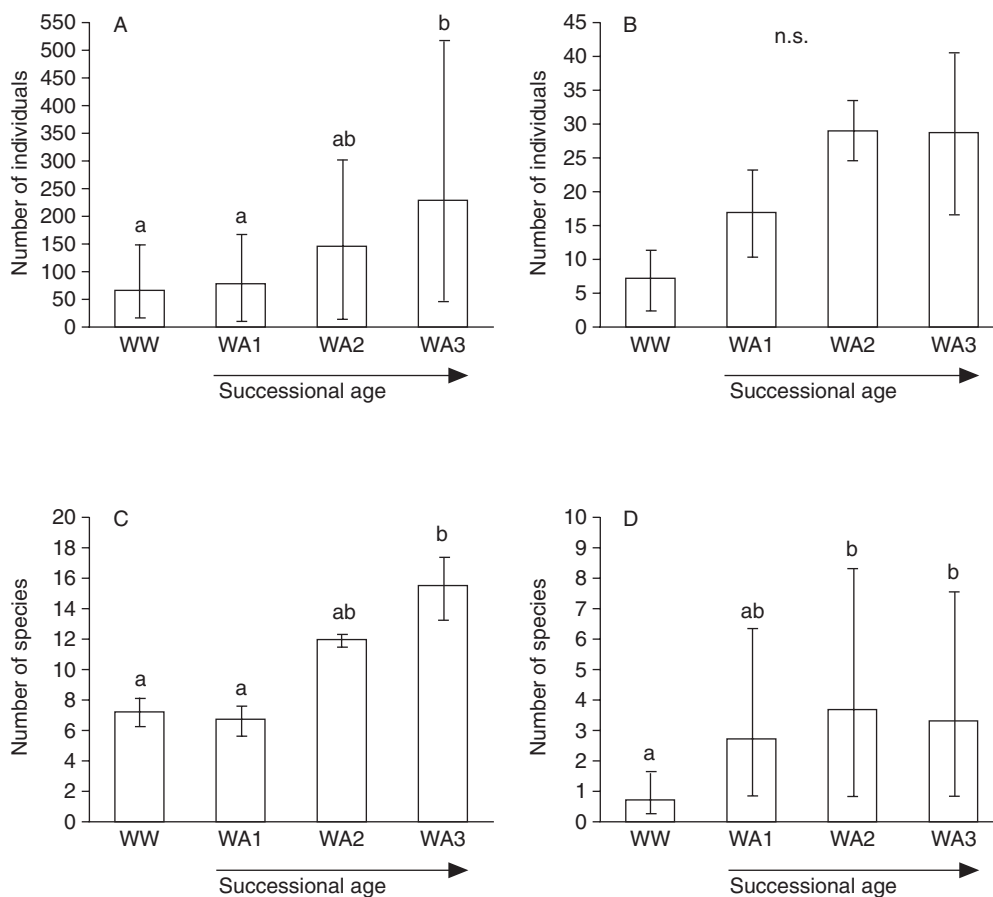 A
Number of individuals
550
500
450
400
350
300
250
200
150
100
50
0
a
a
ab
b
WW WA1 WA2 WA3
Successional age
B
n.s.
Number of individuals
45
40
35
30
25
20
15
10
5
0
WW WA1 WA2 WA3
Successional age
C
Number of species
20
18
16
14
12
10
8
6
4
2
0
a
a
ab
b
WW WA1 WA2 WA3
Successional age
D
Number of species
10
9
8
7
6
5
4
3
2
1
0
a
ab
b
b
WW WA1 WA2 WA3
Successional age